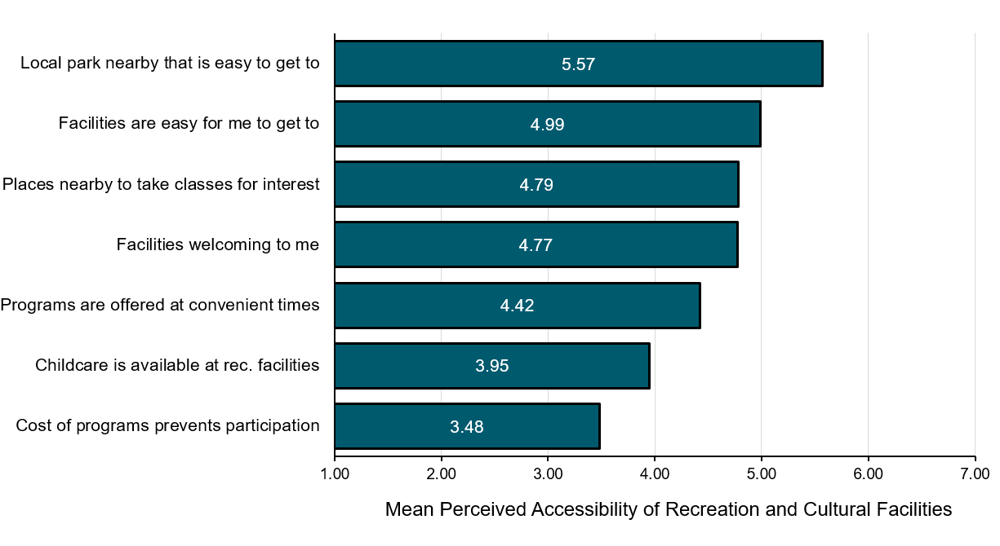 Local park nearby that is easy to get to
5.57
Facilities are easy for me to get to
4.99
Places nearby to take classes for interest
4.79
Facilities welcoming to me
4.77
Programs are offered at convenient times
4.42
Childcare is available at rec. facilities
3.95
Cost of programs prevents participation
3.48
1.00 2.00 3.00 4.00 5.00 6.00 7.00
Mean Perceived Accessibility of Recreation and Cultural Facilities